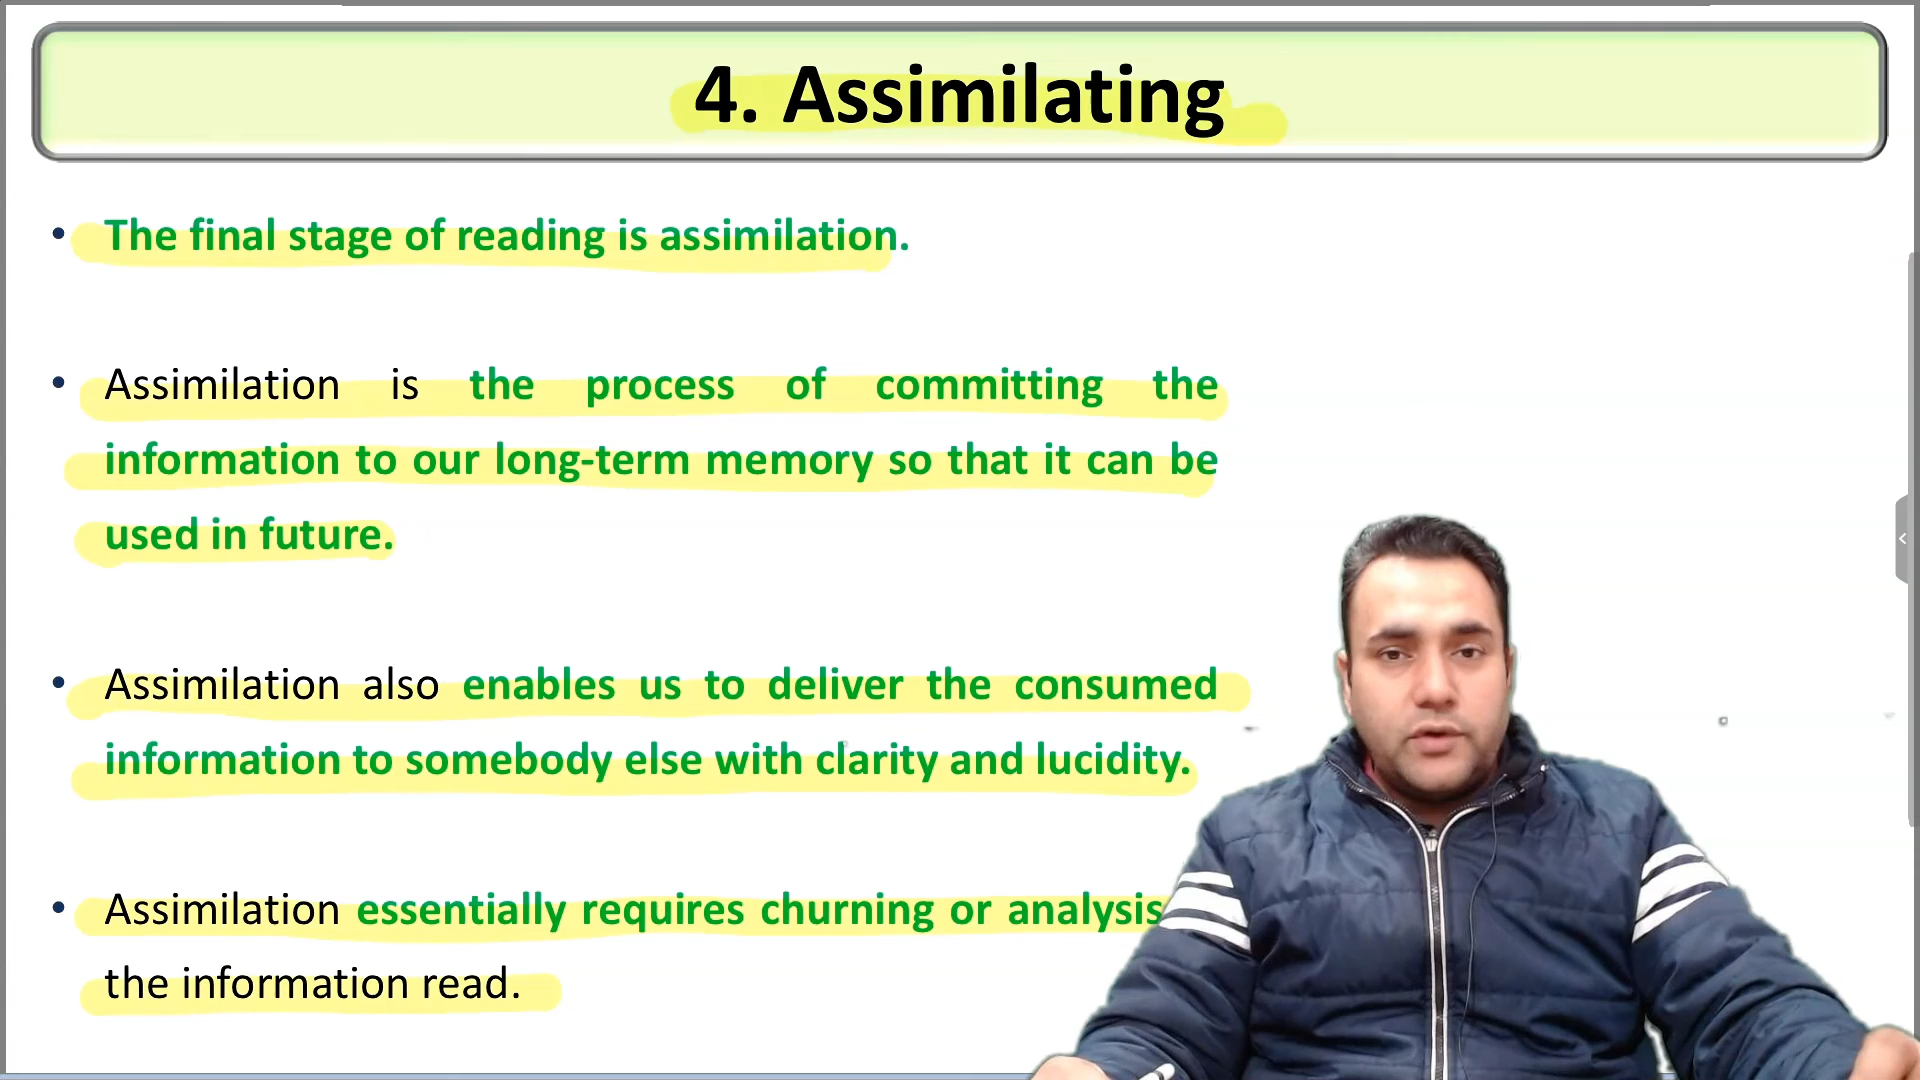 4. Assimilating
• The final stage of reading is assimilation.
• Assimilation is the process of committing the
information to our long-term memory so that it can be
used in future.
• Assimilation also enables us to deliver the consumed
information to somebody else with clarity and lucidity.
• Assimilation essentially requires churning or analysis
the information read.